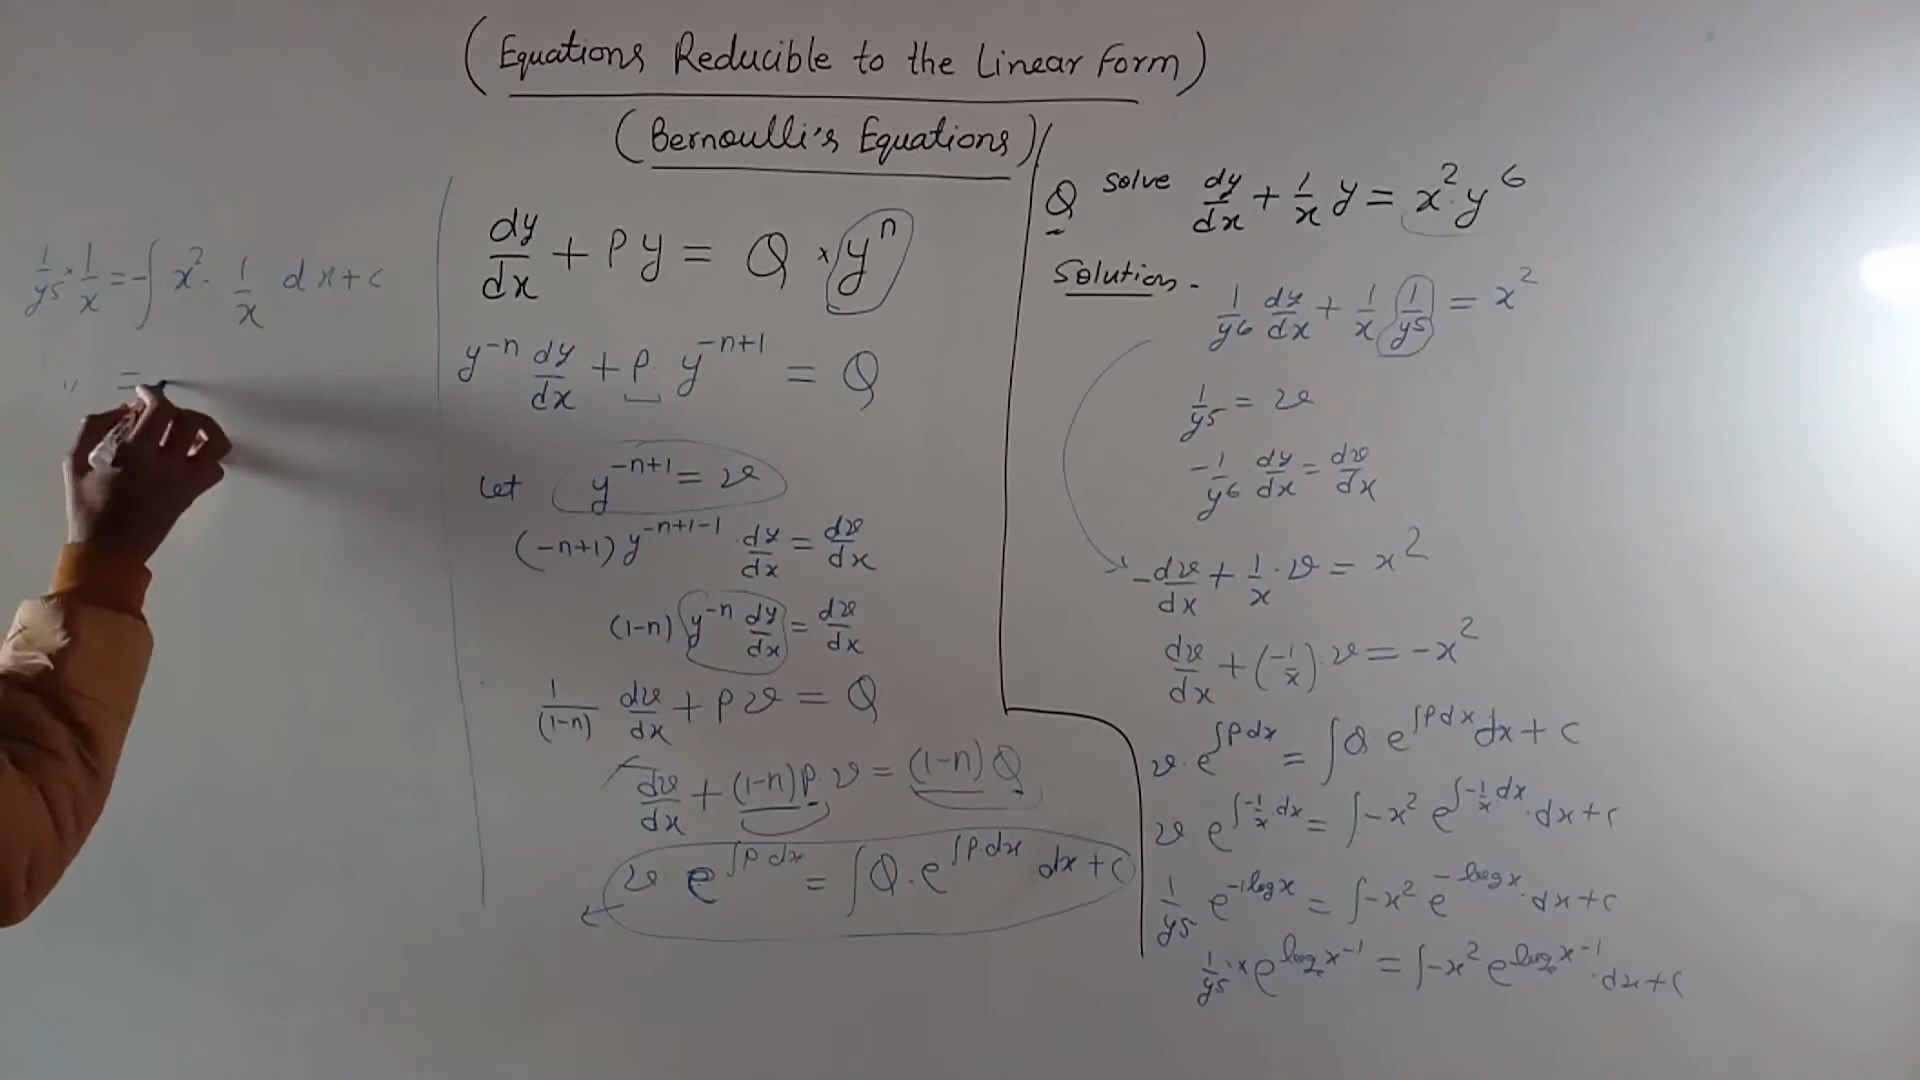 (Equations Reducible to the Linear Form)
(Bernoulli's Equations)
dy/dx + Py = Q × y^n
y^-n dy/dx + P. y^-n+1 = Q
Let y^-n+1 = v
(-n+1) y^-n+1-1 . dy/dx = dv/dx
(1-n) y^-n dy/dx = dv/dx
1/(1-n) dv/dx + Pv = Q
dv/dx + (1-n)P. v = (1-n) Q
v e^∫P dx = ∫Q. e^∫P.dx dx + c
Q solve dy/dx + 1/x y = x^2 . y^6
Solution -
1/y^6 dy/dx + 1/x 1/y^5 = x^2
1/y^5 = v
-1/y^6 dy/dx = dv/dx
-dv/dx + 1/x . v = x^2
dv/dx + (-1/x). v = -x^2
v. e^∫P dx = ∫Q e^∫P dx dx + c
v e^∫-1/x dx = ∫-x^2 e^∫-1/x dx . dx + c
1/y^5 e^-1 log x = ∫-x^2 e^-log x . dx + c
1/y^5 × e^log_e x^-1 = ∫-x^2 e^log_e x^-1 . dx + c
1/y^5 . 1/x = -∫ x^2 . 1/x dx + c
" = -